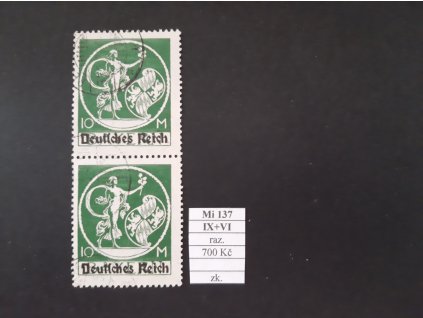 10 M
Deutsches Reich
10 M
Deutsches Reich
Mi 137
IX+VI
raz.
700 Kč
zk.